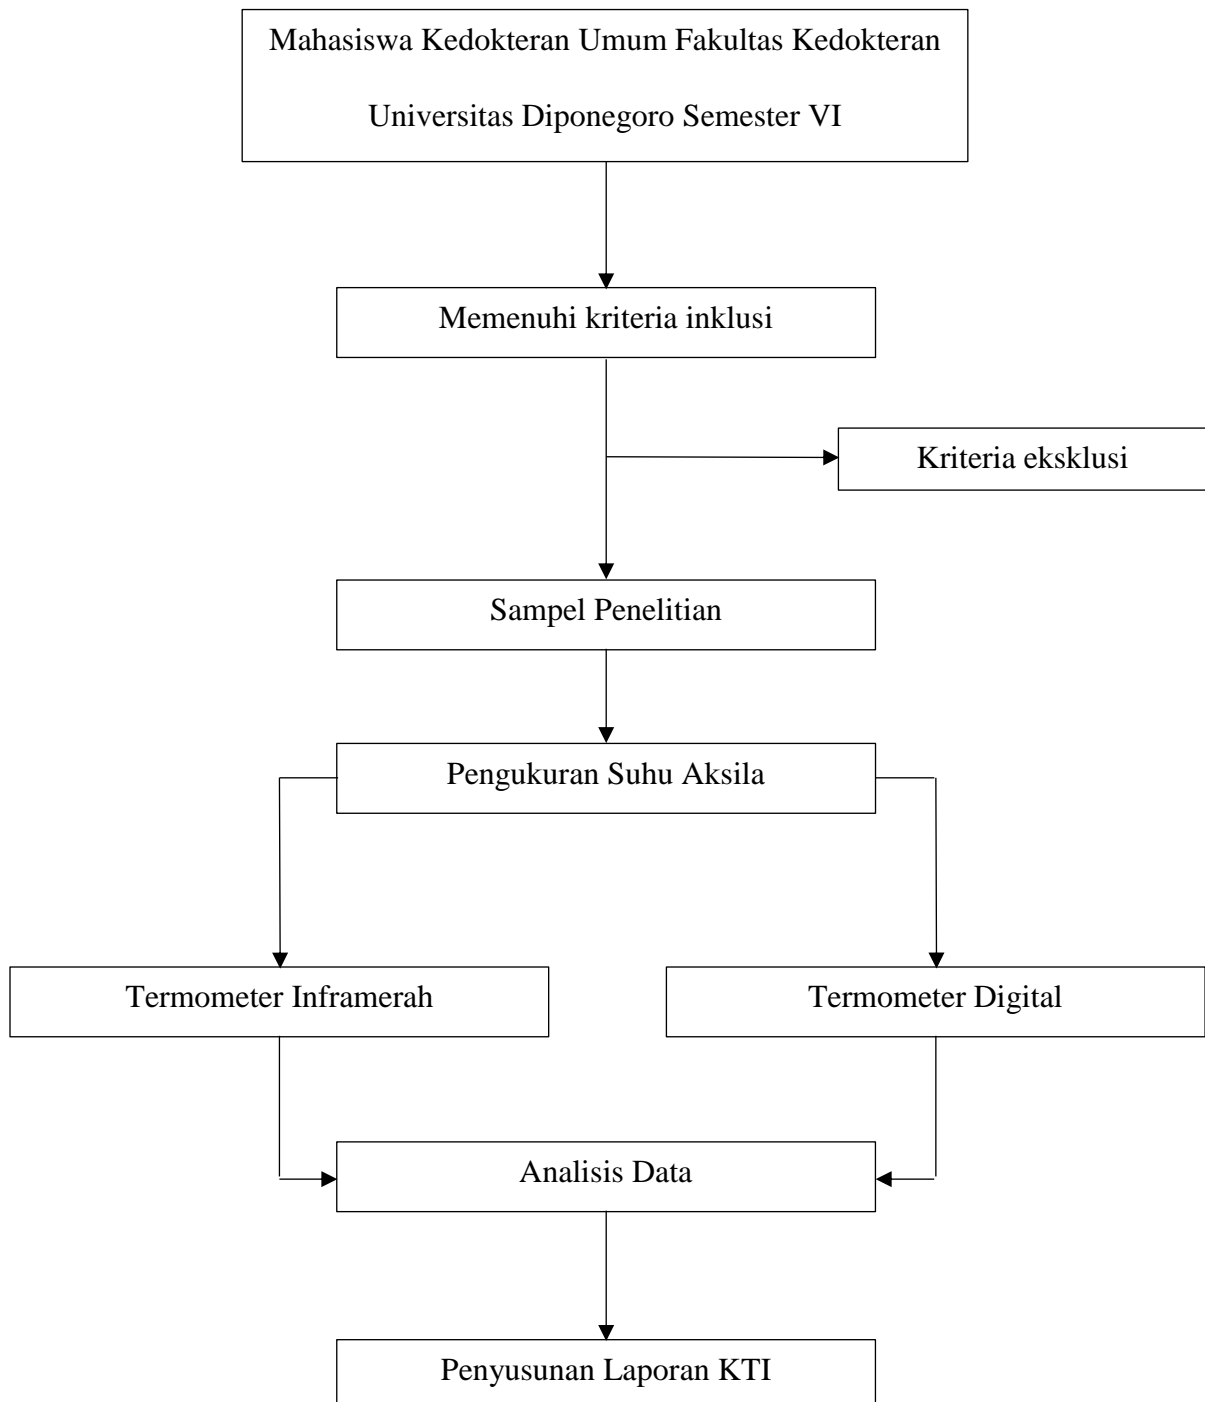 Mahasiswa Kedokteran Umum Fakultas Kedokteran
Universitas Diponegoro Semester VI
Memenuhi kriteria inklusi
Kriteria eksklusi
Sampel Penelitian
Pengukuran Suhu Aksila
Termometer Inframerah
Termometer Digital
Analisis Data
Penyusunan Laporan KTI